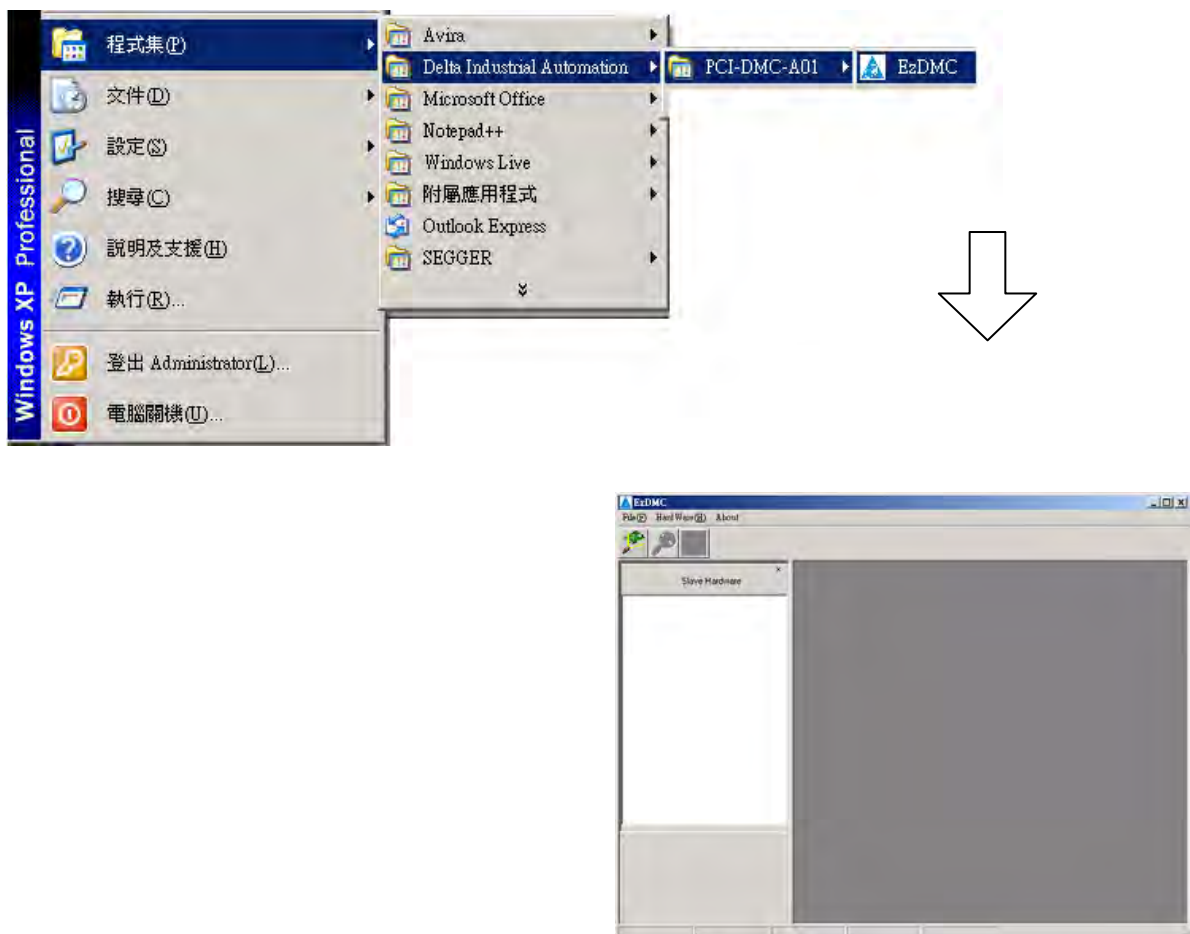 Windows XP Professional
程式集(P)
文件(D)
設定(S)
搜尋(C)
說明及支援(H)
執行(R)...
登出 Administrator(L)...
電腦關機(U)...
Avira
Delta Industrial Automation
Microsoft Office
Notepad++
Windows Live
附屬應用程式
Outlook Express
SEGGER
PCI-DMC-A01
EzDMC
EzDMC
File(F) Hard Ware(H) About
Slave Hardware